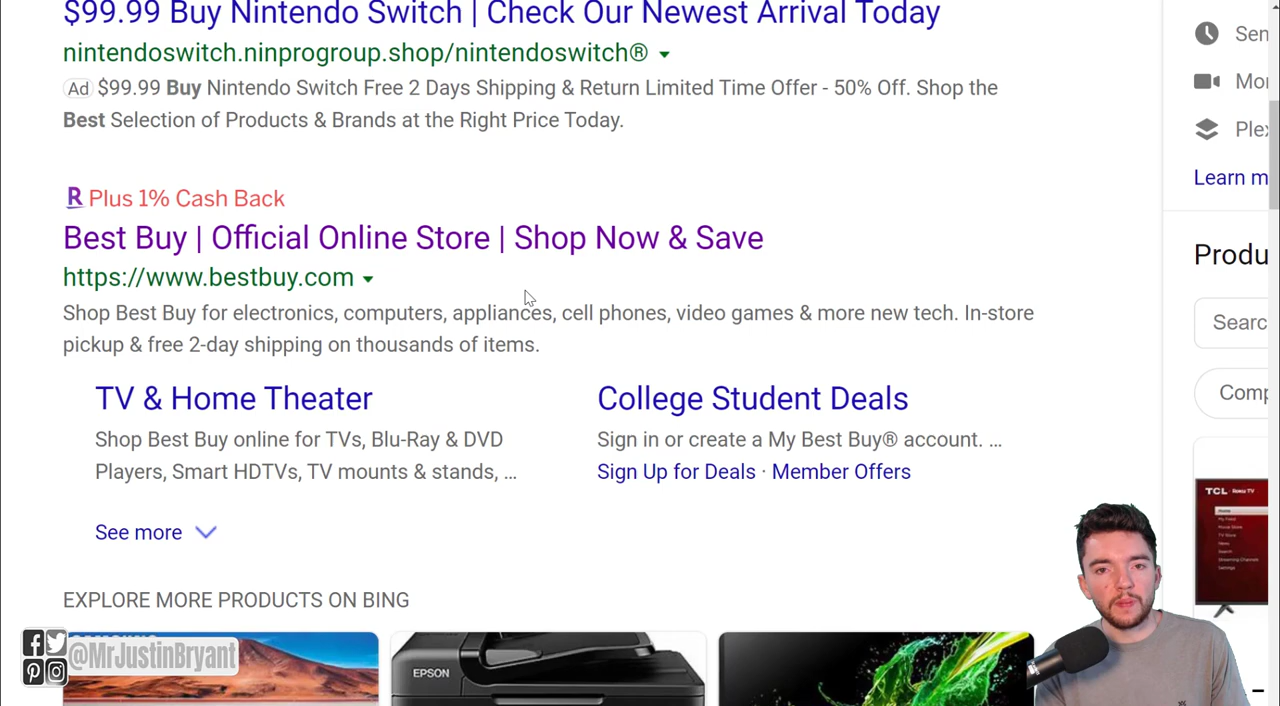 $99.99 Buy Nintendo Switch | Check Our Newest Arrival Today
nintendoswitch.ninprogroup.shop/nintendoswitch®
Ad $99.99 Buy Nintendo Switch Free 2 Days Shipping & Return Limited Time Offer - 50% Off. Shop the
Best Selection of Products & Brands at the Right Price Today.
R Plus 1% Cash Back
Best Buy | Official Online Store | Shop Now & Save
https://www.bestbuy.com
Shop Best Buy for electronics, computers, appliances, cell phones, video games & more new tech. In-store
pickup & free 2-day shipping on thousands of items.
TV & Home Theater
Shop Best Buy online for TVs, Blu-Ray & DVD
Players, Smart HDTVs, TV mounts & stands, ...
College Student Deals
Sign in or create a My Best Buy® account. ...
Sign Up for Deals · Member Offers
See more
EXPLORE MORE PRODUCTS ON BING
EPSON
@MrJustinBryant
Sen
Mor
Plex
Learn m
Produ
Searc
Comp
TCL Roku TV
Home